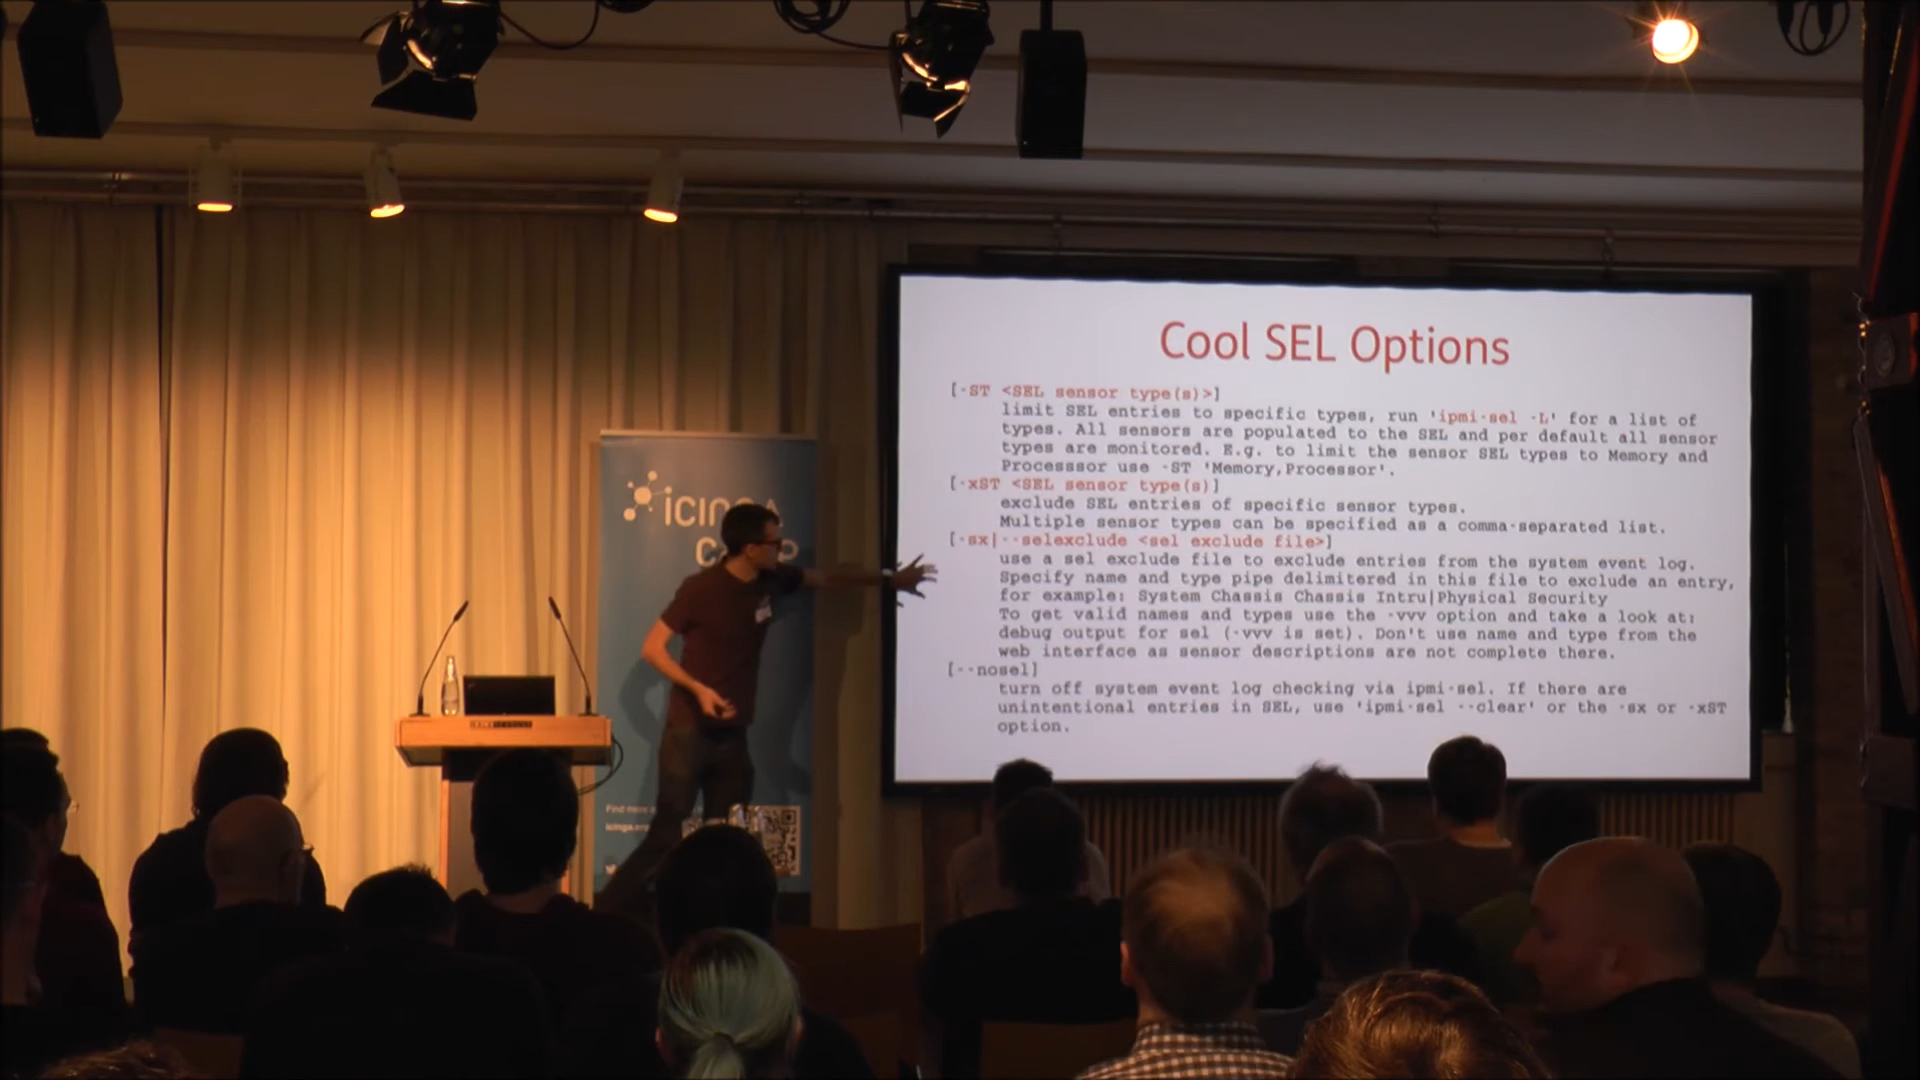 Cool SEL Options
[-ST <SEL sensor type(s)>]
limit SEL entries to specific types, run 'ipmi-sel -L' for a list of
types. All sensors are populated to the SEL and per default all sensor
types are monitored. E.g. to limit the sensor SEL types to Memory and
Processsor use -ST 'Memory,Processor'.
[-xST <SEL sensor type(s)]
exclude SEL entries of specific sensor types.
Multiple sensor types can be specified as a comma-separated list.
[-sx|--selexclude <sel exclude file>]
use a sel exclude file to exclude entries from the system event log.
Specify name and type pipe delimitered in this file to exclude an entry,
for example: System Chassis Chassis Intru|Physical Security
To get valid names and types use the -vvv option and take a look at:
debug output for sel (-vvv is set). Don't use name and type from the
web interface as sensor descriptions are not complete there.
[--nosel]
turn off system event log checking via ipmi-sel. If there are
unintentional entries in SEL, use 'ipmi-sel --clear' or the -sx or -xST
option.
Find more